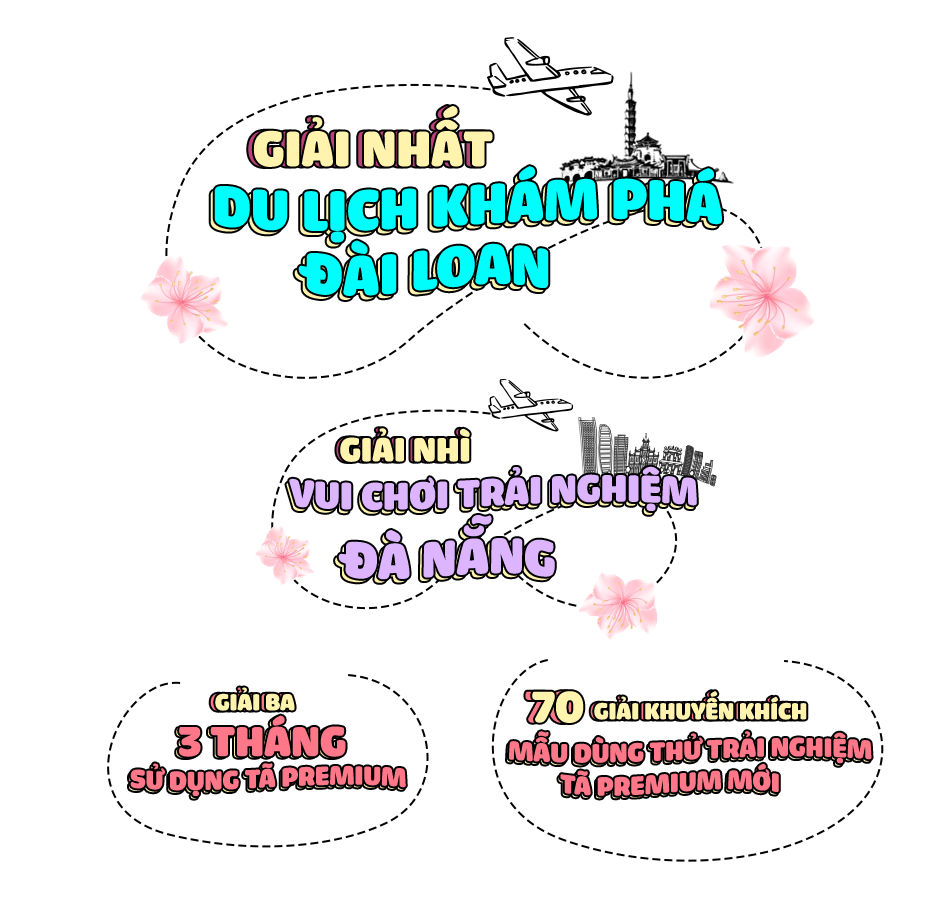 GIẢI NHẤT
DU LỊCH KHÁM PHÁ
ĐÀI LOAN
GIẢI NHÌ
VUI CHƠI TRẢI NGHIỆM
ĐÀ NẴNG
GIẢI BA
3 THÁNG
SỬ DỤNG TÃ PREMIUM
70 GIẢI KHUYẾN KHÍCH
MẪU DÙNG THỬ TRẢI NGHIỆM
TÃ PREMIUM MỚI